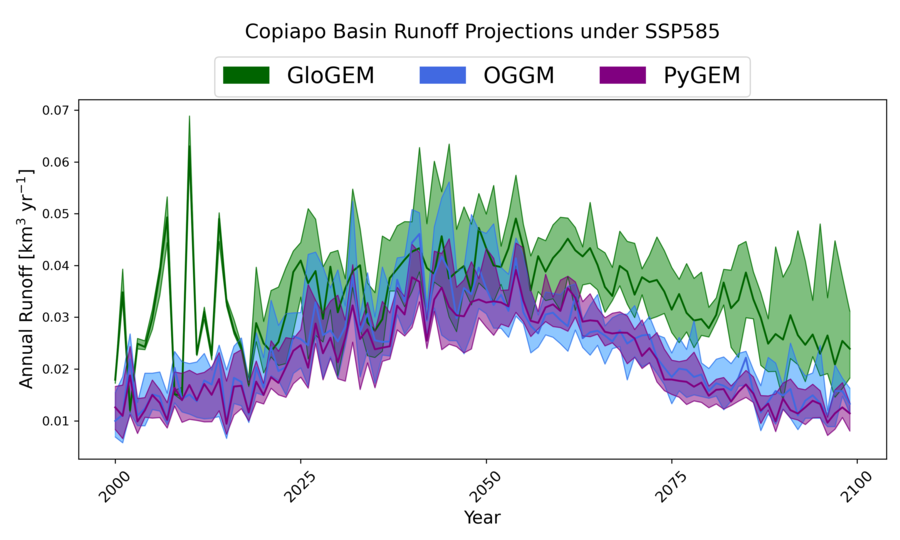 Copiapo Basin Runoff Projections under SSP585
GloGEM OGGM PyGEM
Annual Runoff [km³ yr⁻¹]
0.07
0.06
0.05
0.04
0.03
0.02
0.01
2000 2025 2050 2075 2100
Year